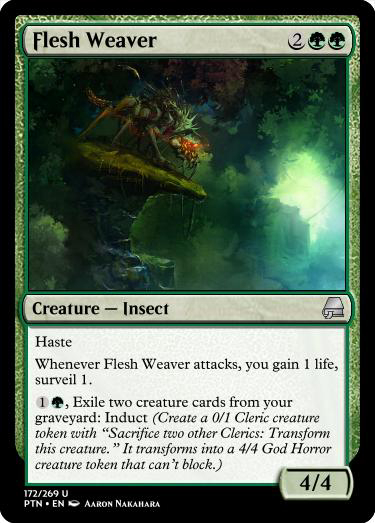 Flesh Weaver 2
Creature — Insect
Haste
Whenever Flesh Weaver attacks, you gain 1 life,
surveil 1.
1 , Exile two creature cards from your
graveyard: Induct (Create a 0/1 Cleric creature
token with “Sacrifice two other Clerics: Transform
this creature.” It transforms into a 4/4 God Horror
creature token that can’t block.)
4/4
172/269 U
PTN • EN Aaron Nakahara